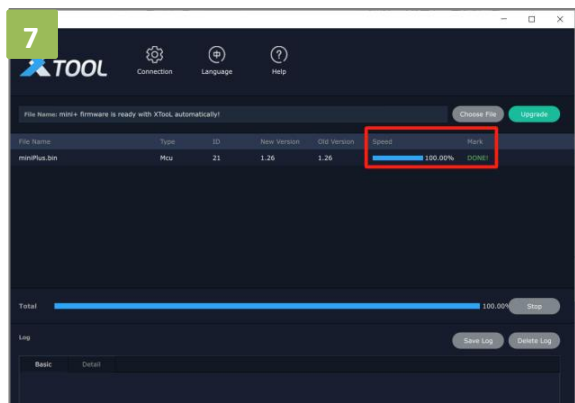 7
XTOOL
Connection Language Help
File Name: mini+ firmware is ready with XTooL automatically!
Choose File Upgrade
File Name Type ID New Version Old Version Speed Mark
miniPlus.bin Mcu 21 1.26 1.26 100.00% DONE!
Total 100.00% Stop
Log Save Log Delete Log
Basic Detail